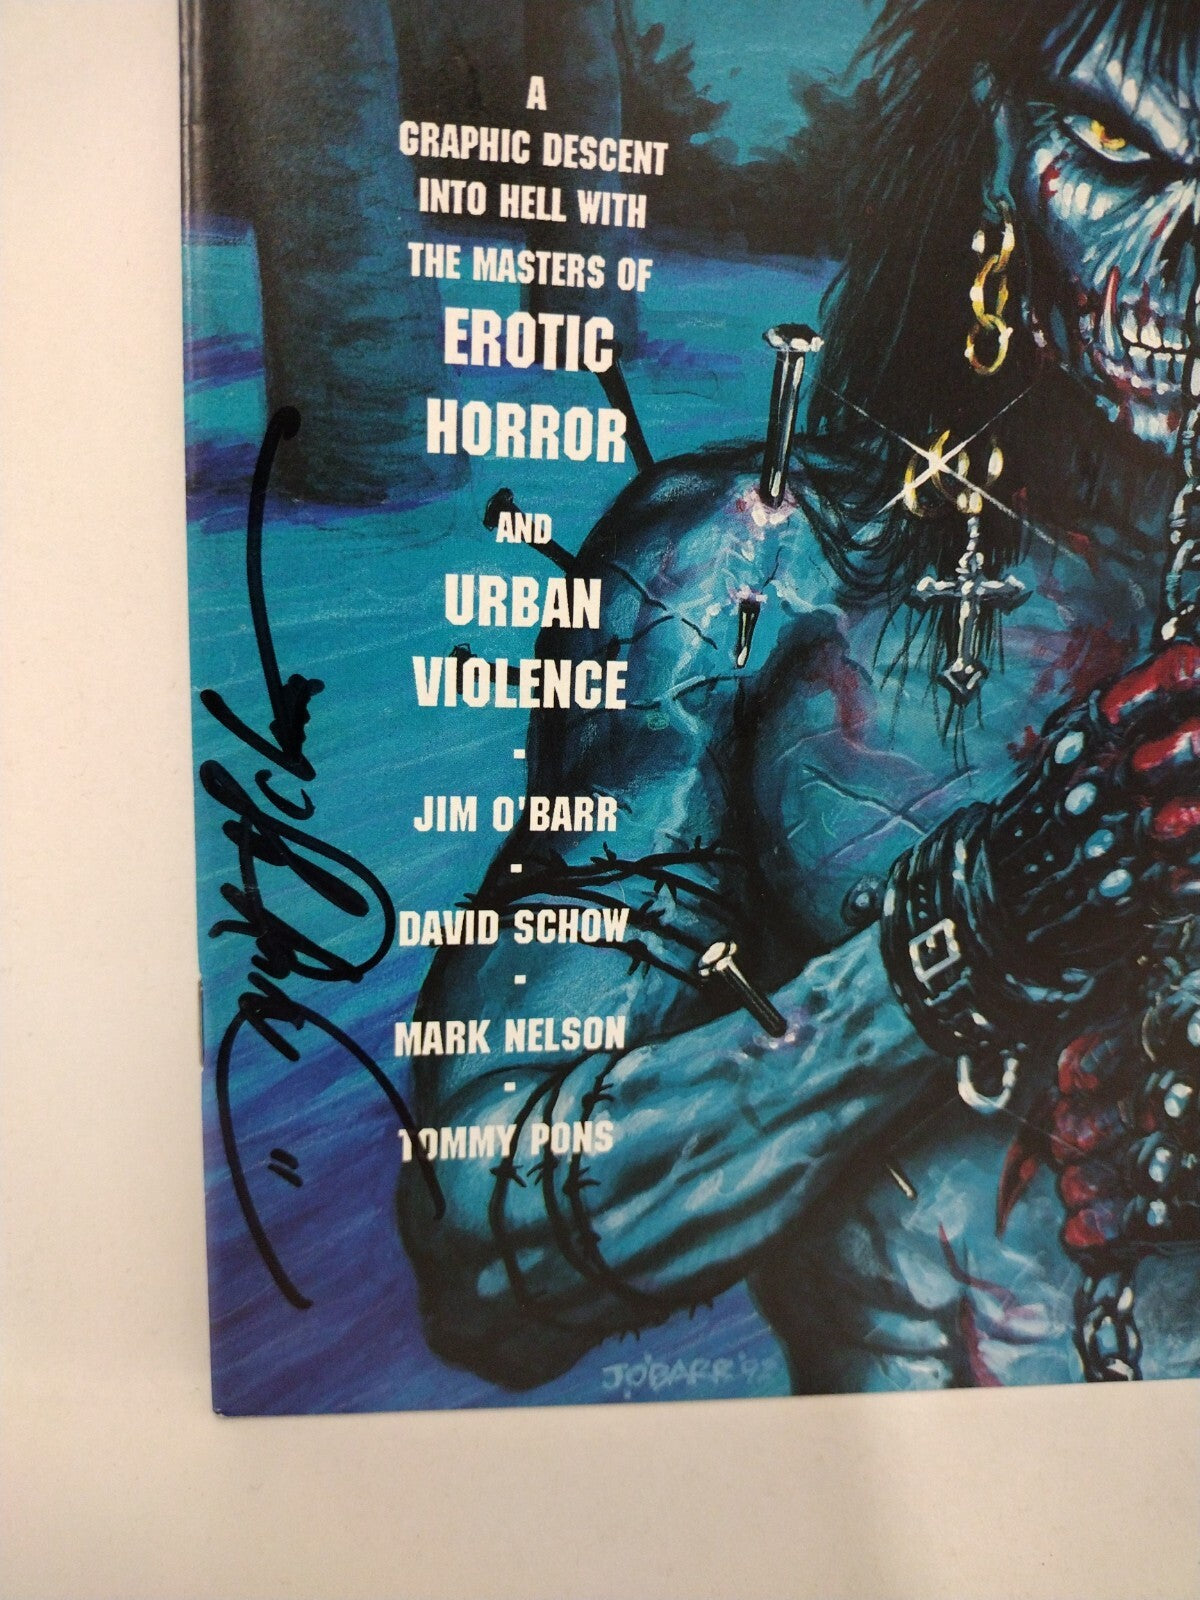 A
GRAPHIC DESCENT
INTO HELL WITH
THE MASTERS OF
EROTIC
HORROR
AND
URBAN
VIOLENCE
JIM O'BARR
DAVID SCHOW
MARK NELSON
TOMMY PONS
J O'BARR '93